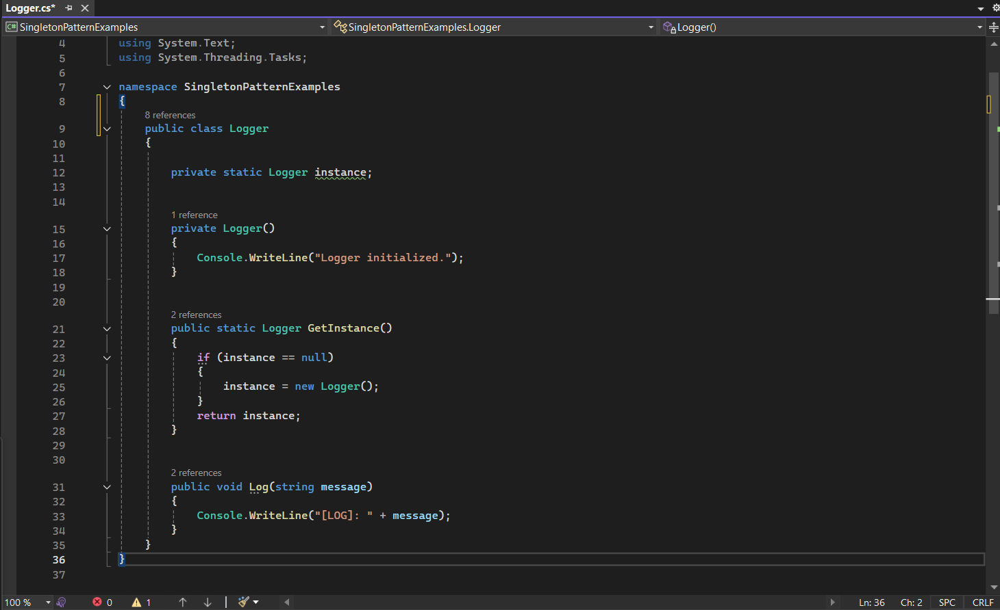 Logger.cs*
SingletonPatternExamples SingletonPatternExamples.Logger Logger()
4 using System.Text;
5 using System.Threading.Tasks;
6
7 namespace SingletonPatternExamples
8 {
8 references
9 public class Logger
10 {
11
12 private static Logger instance;
13
14
1 reference
15 private Logger()
16 {
17 Console.WriteLine("Logger initialized.");
18 }
19
20
2 references
21 public static Logger GetInstance()
22 {
23 if (instance == null)
24 {
25 instance = new Logger();
26 }
27 return instance;
28 }
29
30
2 references
31 public void Log(string message)
32 {
33 Console.WriteLine("[LOG]: " + message);
34 }
35 }
36 }
37
100 % 0 1 Ln: 36 Ch: 2 SPC CRLF